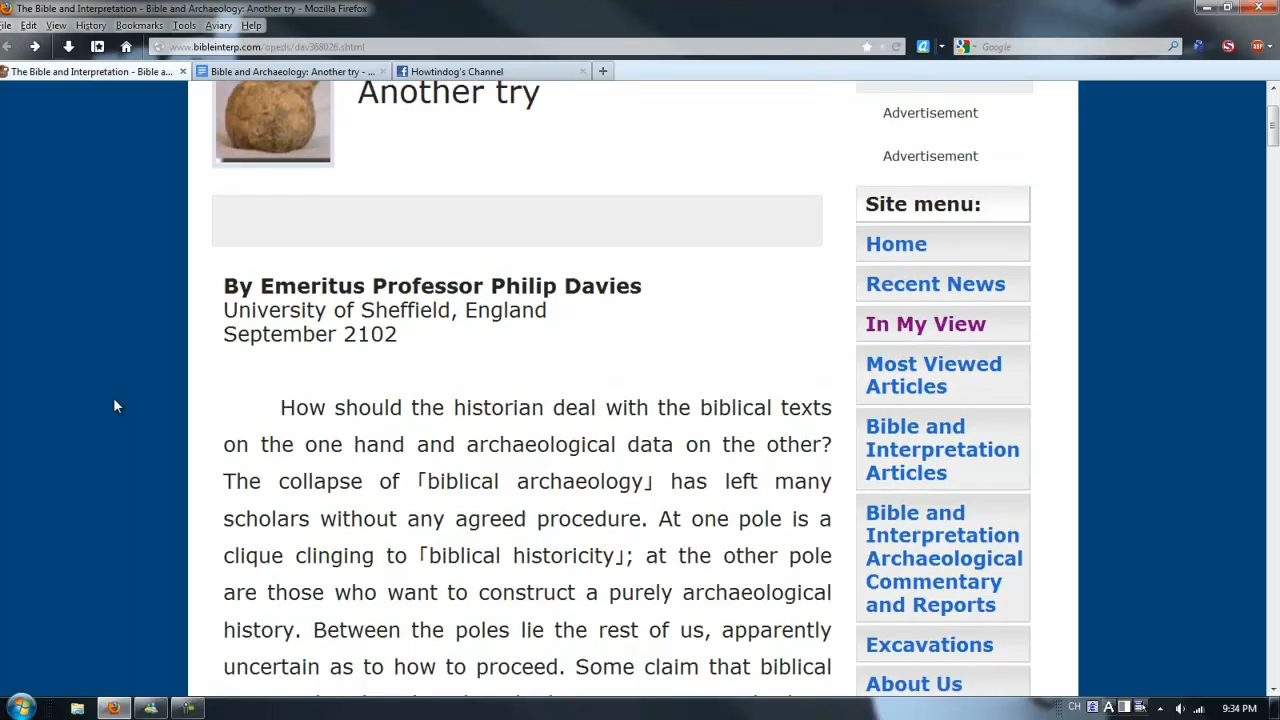 The Bible and Interpretation - Bible and Archaeology: Another try - Mozilla Firefox
File Edit View History Bookmarks Tools Aviary Help
www.bibleinterp.com/opeds/dav368026.shtml
Google
The Bible and Interpretation - Bible a...
Bible and Archaeology: Another try - ...
Howtindog's Channel
Another try
Advertisement
Advertisement
By Emeritus Professor Philip Davies
University of Sheffield, England
September 2102
How should the historian deal with the biblical texts
on the one hand and archaeological data on the other?
The collapse of 「biblical archaeology」 has left many
scholars without any agreed procedure. At one pole is a
clique clinging to 「biblical historicity」; at the other pole
are those who want to construct a purely archaeological
history. Between the poles lie the rest of us, apparently
uncertain as to how to proceed. Some claim that biblical
Site menu:
Home
Recent News
In My View
Most Viewed
Articles
Bible and
Interpretation
Articles
Bible and
Interpretation
Archaeological
Commentary
and Reports
Excavations
About Us
CH
9:34 PM